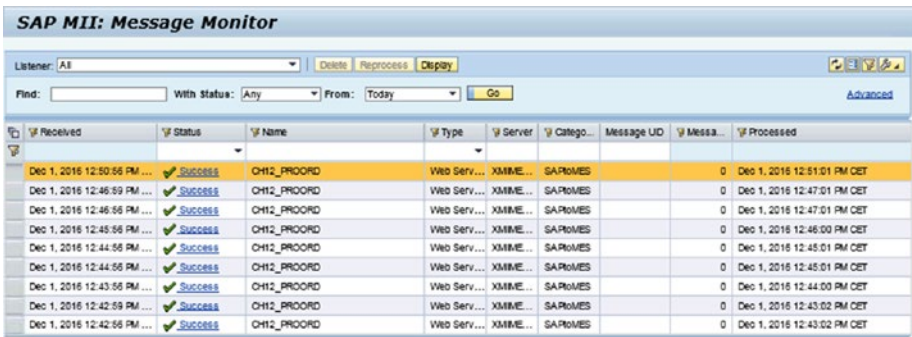 SAP MII: Message Monitor
Listener: All Delete Reprocess Display
Find: With Status: Any From: Today Go Advanced
Received Status Name Type Server Catego... Message UID Messa... Processed
Dec 1, 2016 12:50:56 PM ... Success CH12_PROORD Web Serv... XMIIME... SAPtoMES 0 Dec 1, 2016 12:51:01 PM CET
Dec 1, 2016 12:46:59 PM ... Success CH12_PROORD Web Serv... XMIIME... SAPtoMES 0 Dec 1, 2016 12:47:01 PM CET
Dec 1, 2016 12:46:56 PM ... Success CH12_PROORD Web Serv... XMIIME... SAPtoMES 0 Dec 1, 2016 12:47:01 PM CET
Dec 1, 2016 12:45:56 PM ... Success CH12_PROORD Web Serv... XMIIME... SAPtoMES 0 Dec 1, 2016 12:46:00 PM CET
Dec 1, 2016 12:44:56 PM ... Success CH12_PROORD Web Serv... XMIIME... SAPtoMES 0 Dec 1, 2016 12:45:01 PM CET
Dec 1, 2016 12:44:56 PM ... Success CH12_PROORD Web Serv... XMIIME... SAPtoMES 0 Dec 1, 2016 12:45:01 PM CET
Dec 1, 2016 12:43:56 PM ... Success CH12_PROORD Web Serv... XMIIME... SAPtoMES 0 Dec 1, 2016 12:44:00 PM CET
Dec 1, 2016 12:42:59 PM ... Success CH12_PROORD Web Serv... XMIIME... SAPtoMES 0 Dec 1, 2016 12:43:02 PM CET
Dec 1, 2016 12:42:56 PM ... Success CH12_PROORD Web Serv... XMIIME... SAPtoMES 0 Dec 1, 2016 12:43:02 PM CET